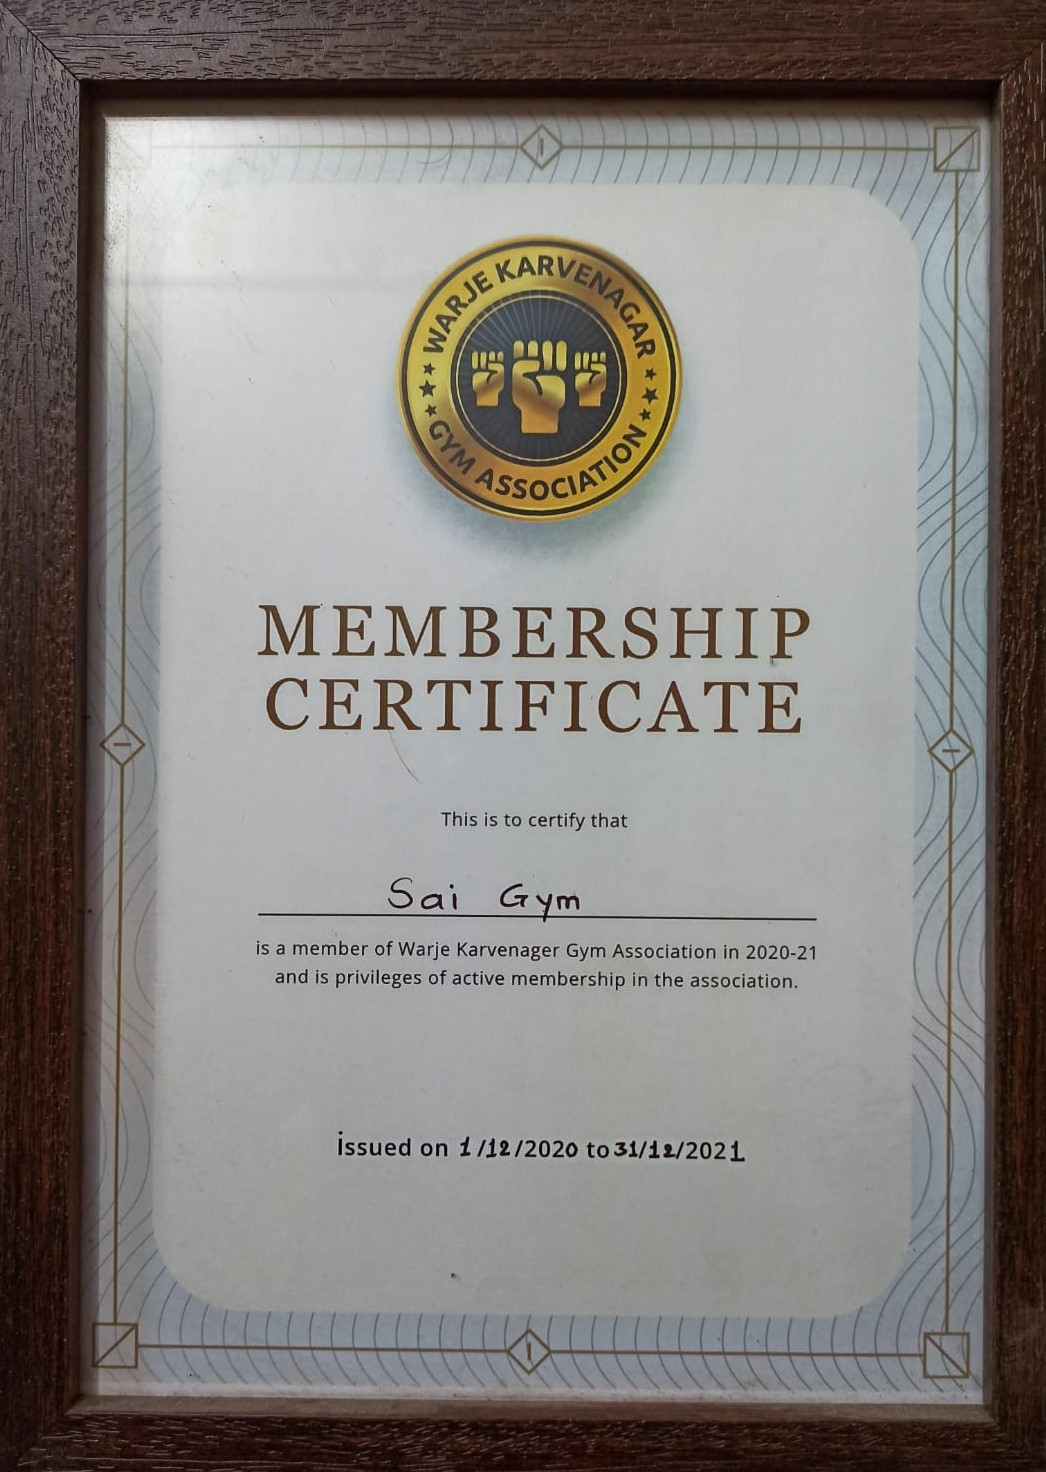 WARJE KARVENAGAR
GYM ASSOCIATION
MEMBERSHIP
CERTIFICATE
This is to certify that
Sai Gym
is a member of Warje Karvenager Gym Association in 2020-21
and is privileges of active membership in the association.
issued on 1/12/2020 to 31/12/2021